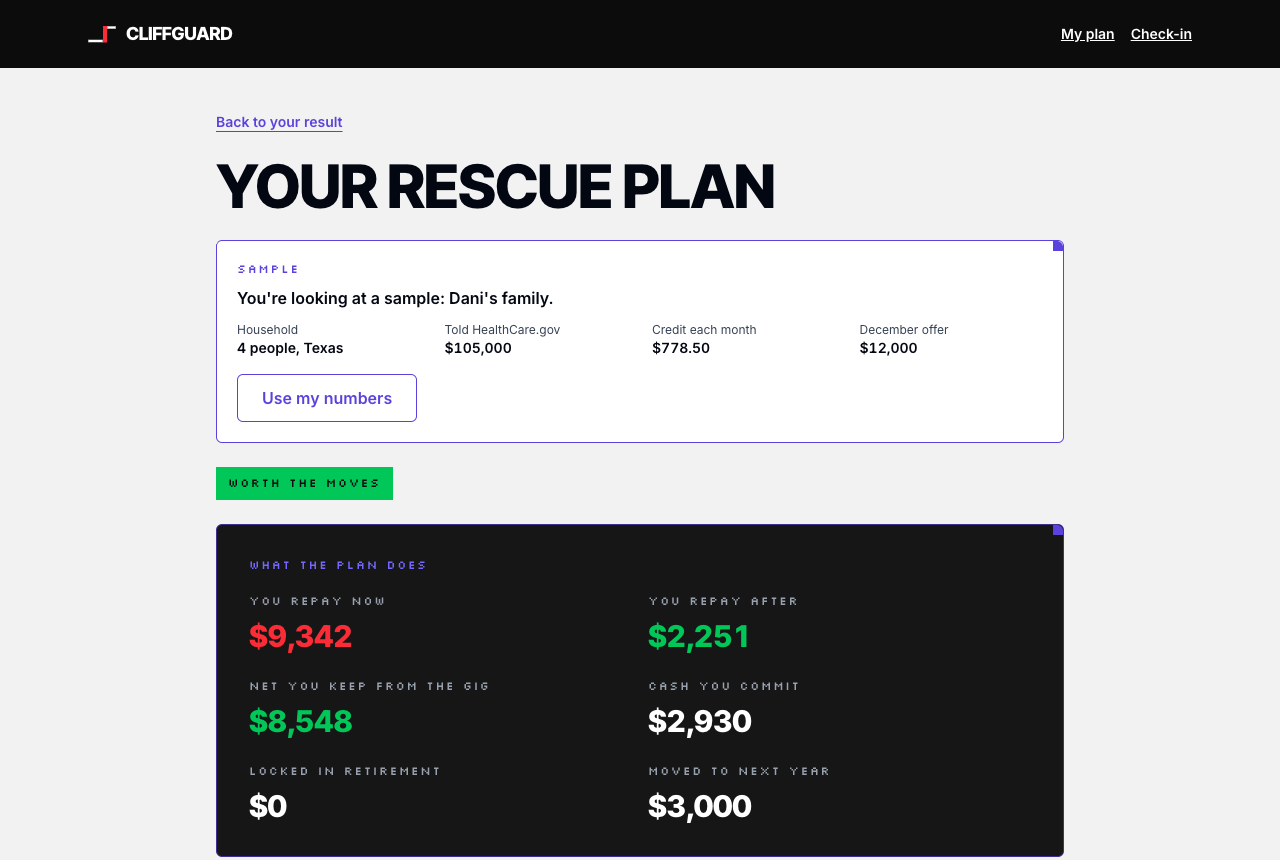 CLIFFGUARD
My plan Check-in
Back to your result
YOUR RESCUE PLAN
SAMPLE
You're looking at a sample: Dani's family.
Household Told HealthCare.gov Credit each month December offer
4 people, Texas $105,000 $778.50 $12,000
Use my numbers
WORTH THE MOVES
WHAT THE PLAN DOES
YOU REPAY NOW YOU REPAY AFTER
$9,342 $2,251
NET YOU KEEP FROM THE GIG CASH YOU COMMIT
$8,548 $2,930
LOCKED IN RETIREMENT MOVED TO NEXT YEAR
$0 $3,000